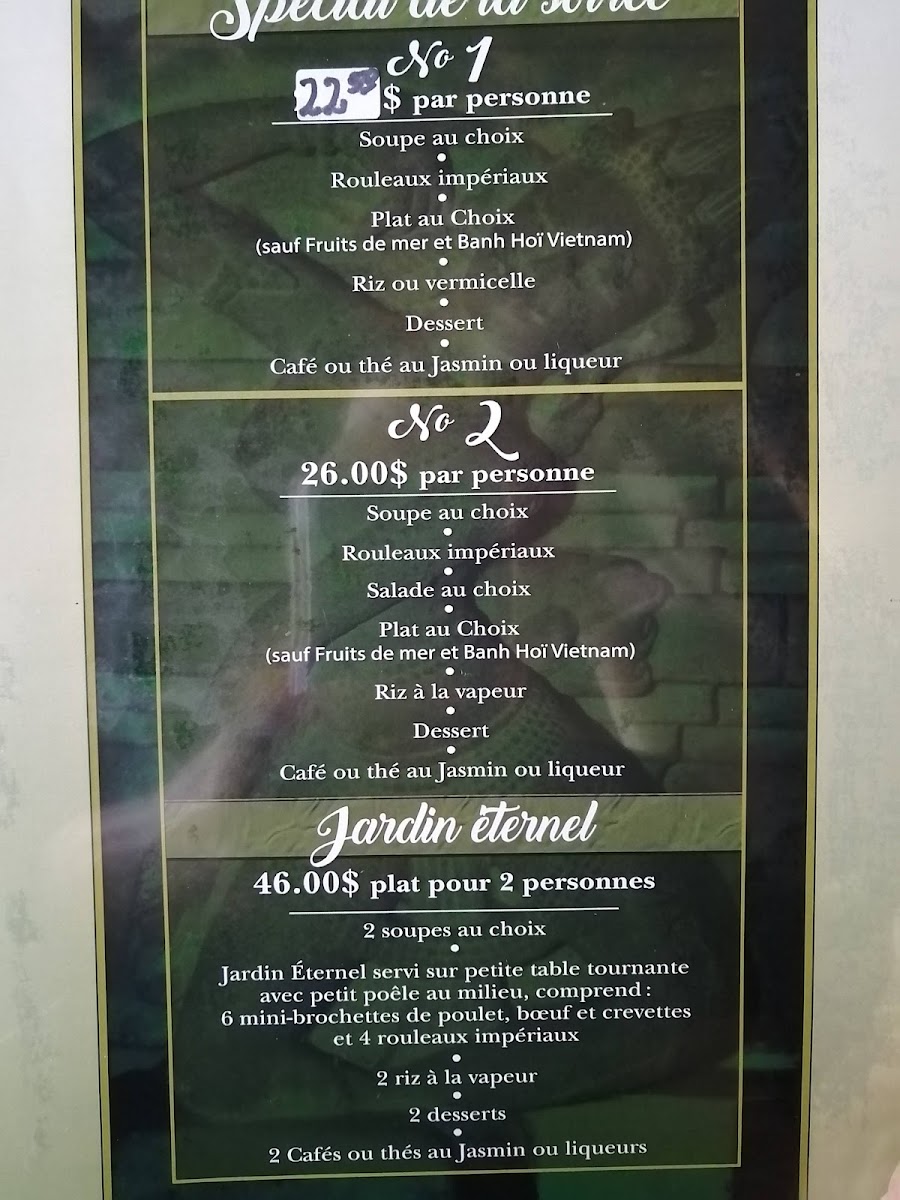 Spécial de la soirée
No 1
22⁵⁰ $ par personne
Soupe au choix
Rouleaux impériaux
Plat au Choix
(sauf Fruits de mer et Banh Hoï Vietnam)
Riz ou vermicelle
Dessert
Café ou thé au Jasmin ou liqueur
No 2
26.00$ par personne
Soupe au choix
Rouleaux impériaux
Salade au choix
Plat au Choix
(sauf Fruits de mer et Banh Hoï Vietnam)
Riz à la vapeur
Dessert
Café ou thé au Jasmin ou liqueur
Jardin èternel
46.00$ plat pour 2 personnes
2 soupes au choix
Jardin Éternel servi sur petite table tournante
avec petit poêle au milieu, comprend :
6 mini-brochettes de poulet, bœuf et crevettes
et 4 rouleaux impériaux
2 riz à la vapeur
2 desserts
2 Cafés ou thés au Jasmin ou liqueurs